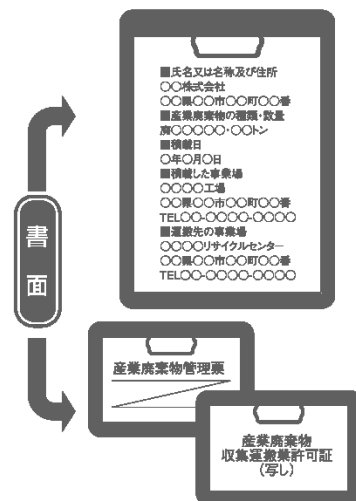 書面
■氏名又は名称及び住所
○○株式会社
○○県○○市○○町○○番
■産業廃棄物の種類・数量
廃○○○○○・○○トン
■積載日
○年○月○日
■積載した事業場
○○○○工場
○○県○○市○○町○○番
TEL○○-○○○○-○○○○
■運搬先の事業場
○○○○リサイクルセンター
○○県○○市○○町○○番
TEL○○-○○○○-○○○○
産業廃棄物管理票
産業廃棄物
収集運搬業許可証
(写し)